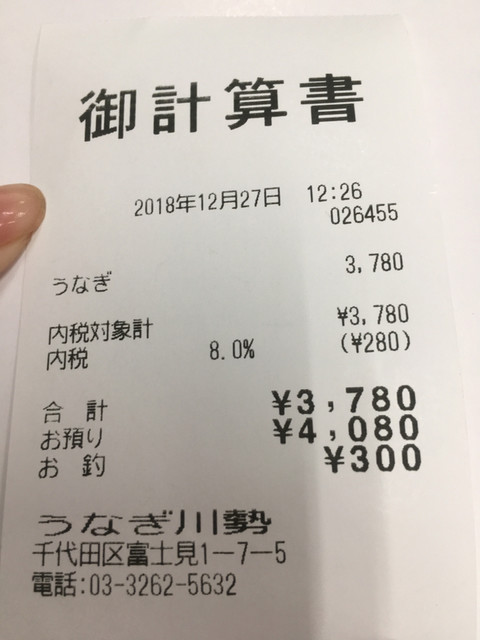 御計算書
2018年12月27日 12:26
026455
うなぎ 3,780
内税対象計 ¥3,780
内税 8.0% (¥280)
合 計 ¥3,780
お預り ¥4,080
お 釣 ¥300
うなぎ川勢
千代田区富士見1ー7-5
電話:03-3262-5632